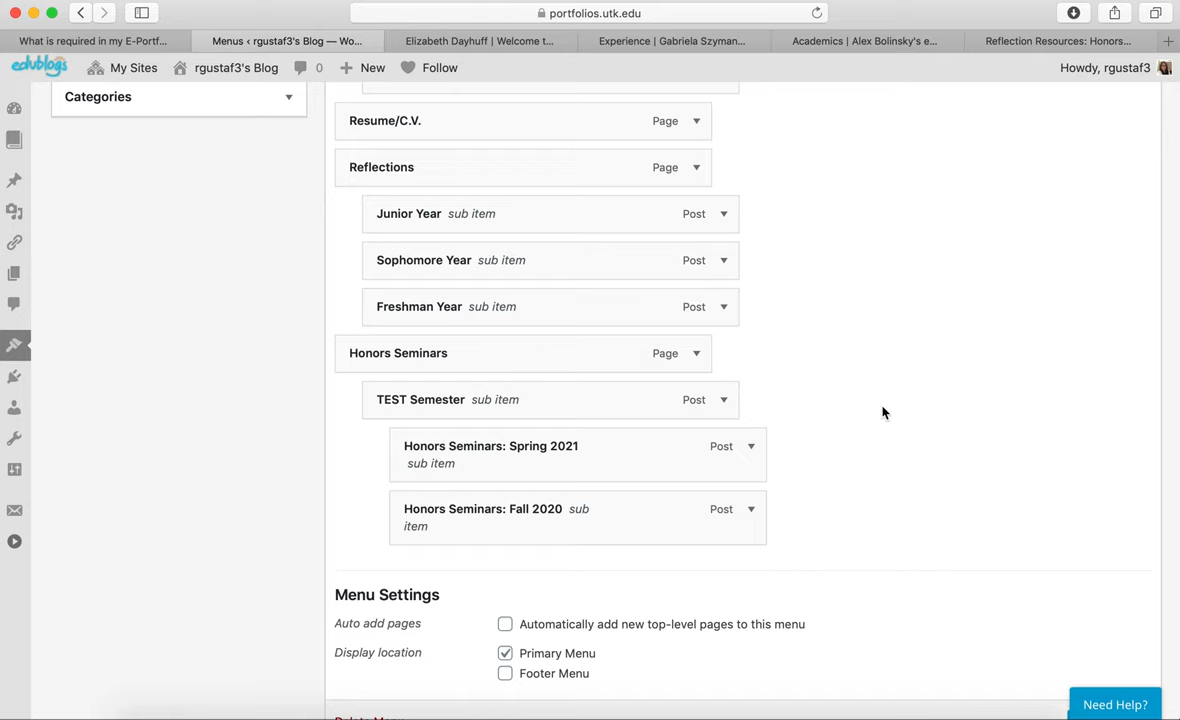 portfolios.utk.edu
What is required in my E-Portf...
Menus ‹ rgustaf3's Blog — Wo...
Elizabeth Dayhuff | Welcome t...
Experience | Gabriela Szyman...
Academics | Alex Bolinsky's e...
Reflection Resources: Honors...
edublogs My Sites rgustaf3's Blog 0 New Follow Howdy, rgustaf3
Categories
Resume/C.V. Page
Reflections Page
Junior Year sub item Post
Sophomore Year sub item Post
Freshman Year sub item Post
Honors Seminars Page
TEST Semester sub item Post
Honors Seminars: Spring 2021 Post
sub item
Honors Seminars: Fall 2020 sub Post
item
Menu Settings
Auto add pages Automatically add new top-level pages to this menu
Display location Primary Menu
Footer Menu
Need Help?